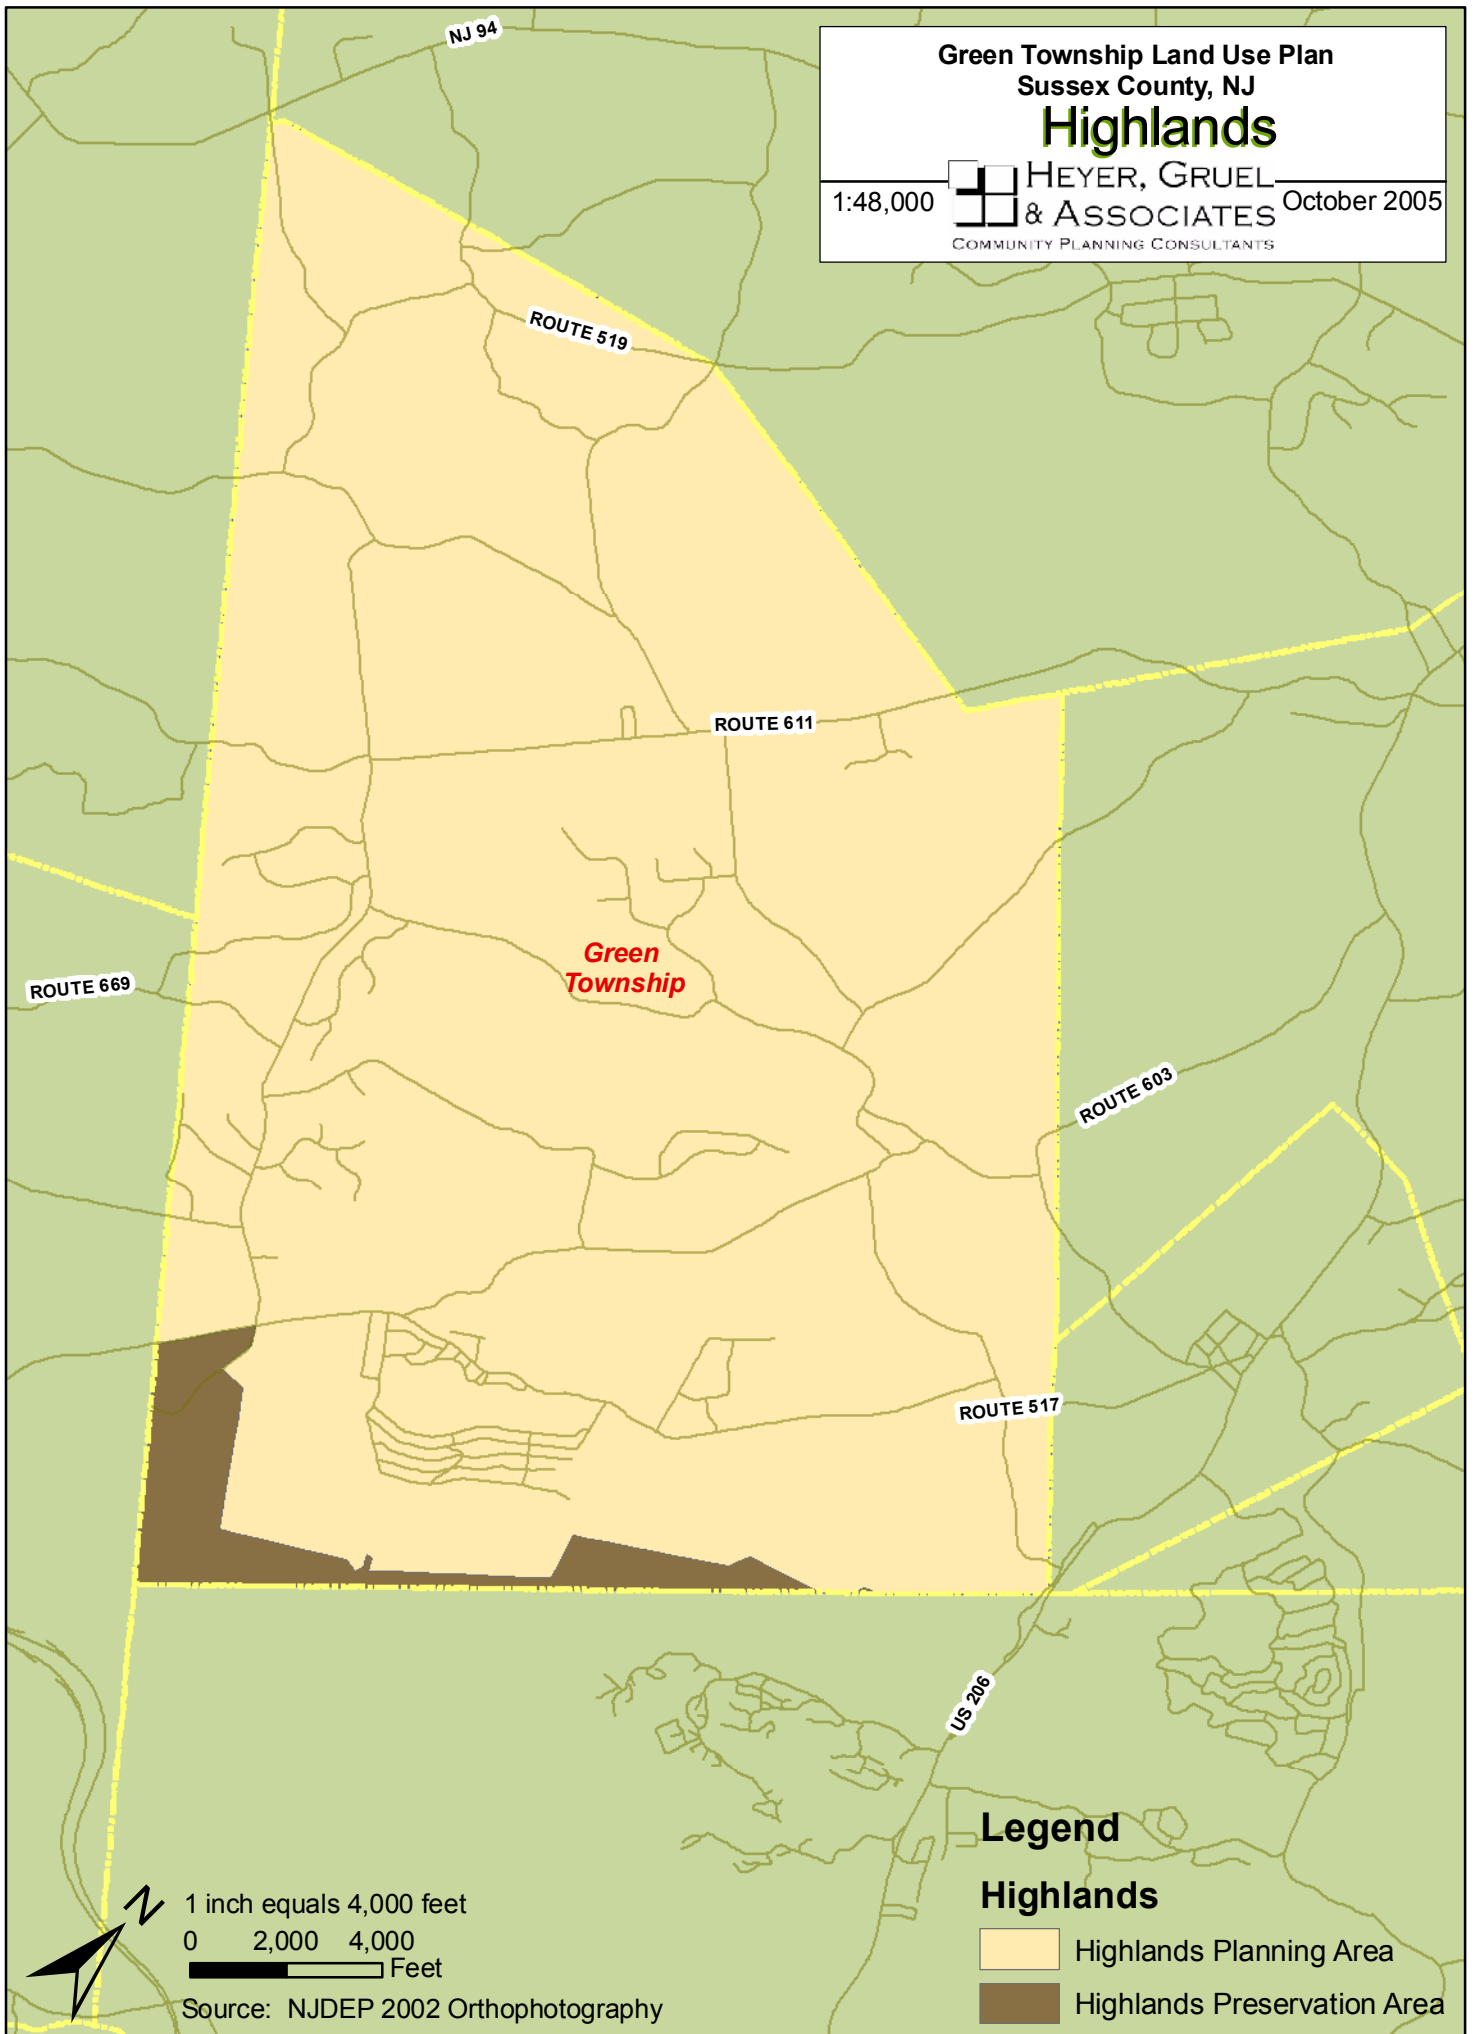 NJ 94
Green Township Land Use Plan
Sussex County, NJ
Highlands
1:48,000
HEYER, GRUEL
& ASSOCIATES
COMMUNITY PLANNING CONSULTANTS
October 2005
ROUTE 519
ROUTE 611
Green
Township
ROUTE 669
ROUTE 603
ROUTE 517
US 206
Legend
Highlands
Highlands Planning Area
Highlands Preservation Area
N
1 inch equals 4,000 feet
0 2,000 4,000
Feet
Source: NJDEP 2002 Orthophotography